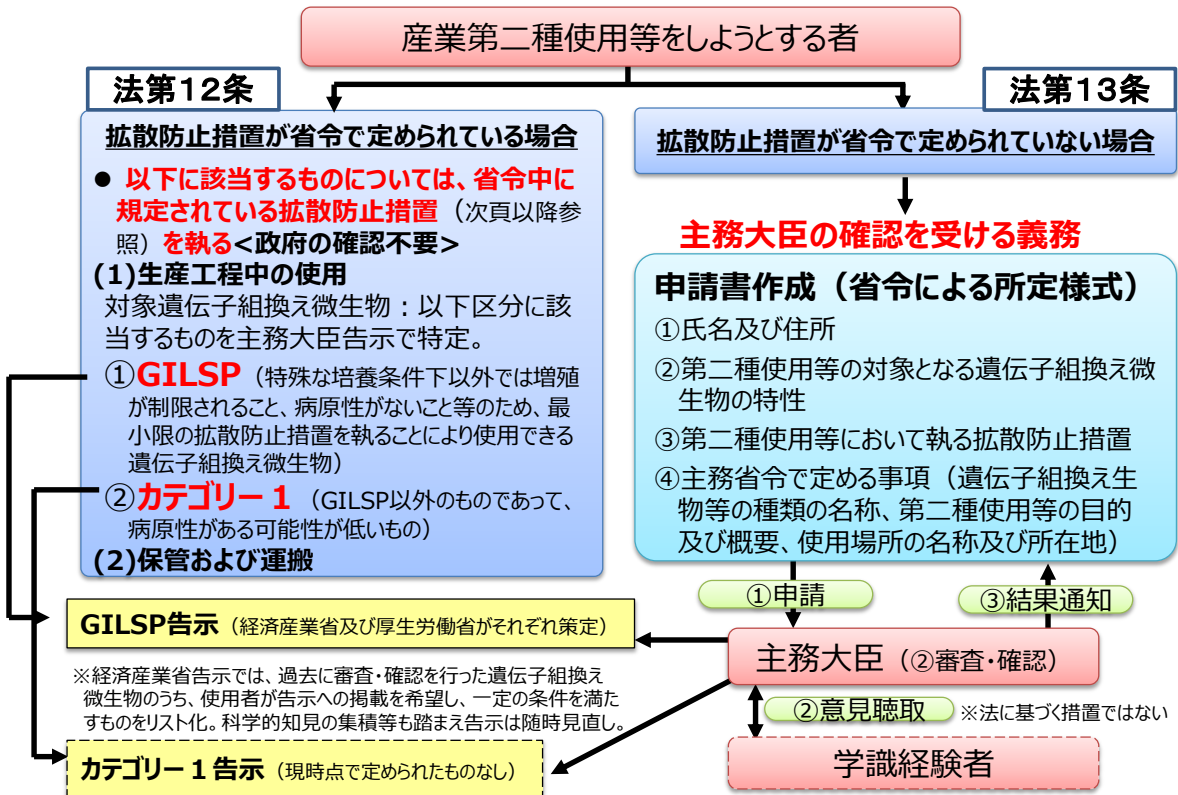 産業第二種使用等をしようとする者
法第12条
拡散防止措置が省令で定められている場合
● 以下に該当するものについては、省令中に
規定されている拡散防止措置（次頁以降参
照）を執る<政府の確認不要>
(1)生産工程中の使用
対象遺伝子組換え微生物：以下区分に該
当するものを主務大臣告示で特定。
①GILSP（特殊な培養条件下以外では増殖
が制限されること、病原性がないこと等のため、最
小限の拡散防止措置を執ることにより使用できる
遺伝子組換え微生物）
②カテゴリー１（GILSP以外のものであって、
病原性がある可能性が低いもの）
(2)保管および運搬
法第13条
拡散防止措置が省令で定められていない場合
主務大臣の確認を受ける義務
申請書作成（省令による所定様式）
①氏名及び住所
②第二種使用等の対象となる遺伝子組換え微
生物の特性
③第二種使用等において執る拡散防止措置
④主務省令で定める事項（遺伝子組換え生
物等の種類の名称、第二種使用等の目的
及び概要、使用場所の名称及び所在地）
①申請
③結果通知
GILSP告示（経済産業省及び厚生労働省がそれぞれ策定）
主務大臣（②審査・確認）
※経済産業省告示では、過去に審査・確認を行った遺伝子組換え
微生物のうち、使用者が告示への掲載を希望し、一定の条件を満た
すものをリスト化。科学的知見の集積等も踏まえ告示は随時見直し。
②意見聴取 ※法に基づく措置ではない
カテゴリー１告示（現時点で定められたものなし）
学識経験者